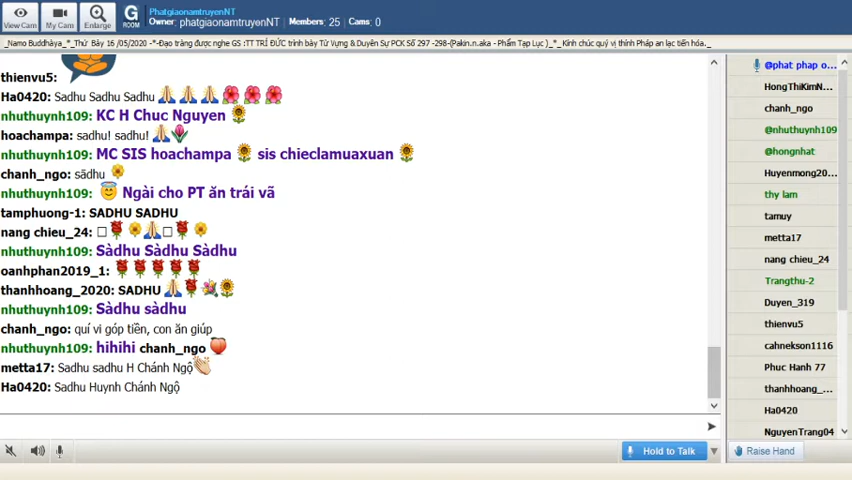 View Cam
My Cam
Enlarge
G
ROOM
PhatgiaonamtruyenNT
Owner: phatgiaonamtruyenNT Members: 25 Cams: 0
_Namo Buddhàya_*_Thứ Bảy 16 /05/2020 -*-Đạo tràng được nghe GS :TT TRÍ ĐỨC trình bày Từ Vựng & Duyên Sự PCK Số 297 -298-(Pakin.n.aka - Phẩm Tạp Lục )_*_Kính chúc quý vị thính Pháp an lạc tiến hóa._
thienvu5:
Ha0420: Sadhu Sadhu Sadhu
nhuthuynh109: KC H Chuc Nguyen
hoachampa: sadhu! sadhu!
nhuthuynh109: MC SIS hoachampa sis chieclamuaxuan
chanh_ngo: sādhu
nhuthuynh109: Ngài cho PT ăn trái vã
tamphuong-1: SADHU SADHU
nang chieu_24:
nhuthuynh109: Sàdhu Sàdhu Sàdhu
oanhphan2019_1:
thanhhoang_2020: SADHU
nhuthuynh109: Sàdhu sàdhu
chanh_ngo: quí vi góp tiền, con ăn giúp
nhuthuynh109: hihihi chanh_ngo
metta17: Sadhu sadhu H Chánh Ngộ
Ha0420: Sadhu Huynh Chánh Ngộ
Hold to Talk
@phat phap o...
HongThiKimN...
chanh_ngo
@nhuthuynh109
@hongnhat
Huyenmong20...
thy lam
tamuy
metta17
nang chieu_24
Trangthu-2
Duyen_319
thienvu5
cahnekson1116
Phuc Hanh 77
thanhhoang_...
Ha0420
NguyenTrang04
Raise Hand